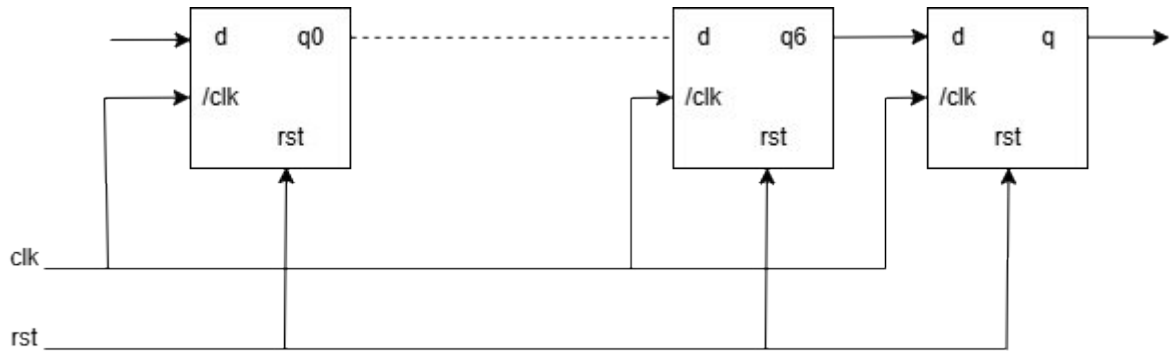 d q0 d q6 d q
/clk /clk /clk
rst rst rst
clk
rst